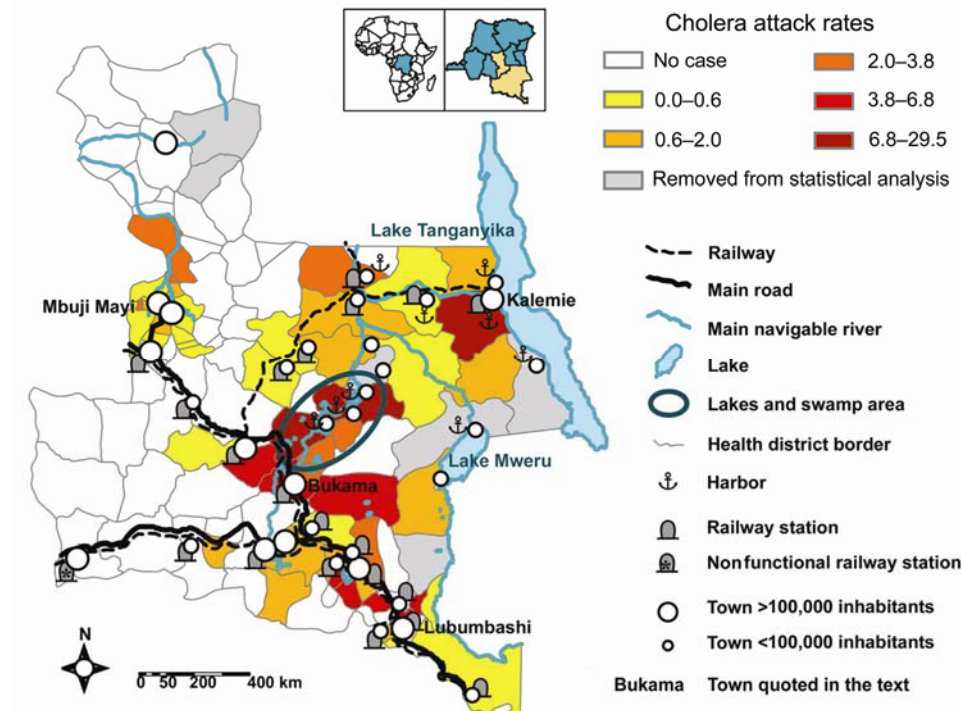 Cholera attack rates
No case
2.0–3.8
0.0–0.6
3.8–6.8
0.6–2.0
6.8–29.5
Removed from statistical analysis
Lake Tanganyika
Mbuji Mayi
Kalemie
Lake Mweru
Bukama
Lubumbashi
Railway
Main road
Main navigable river
Lake
Lakes and swamp area
Health district border
Harbor
Railway station
Nonfunctional railway station
Town >100,000 inhabitants
Town <100,000 inhabitants
Bukama Town quoted in the text
N
0 50 200 400 km